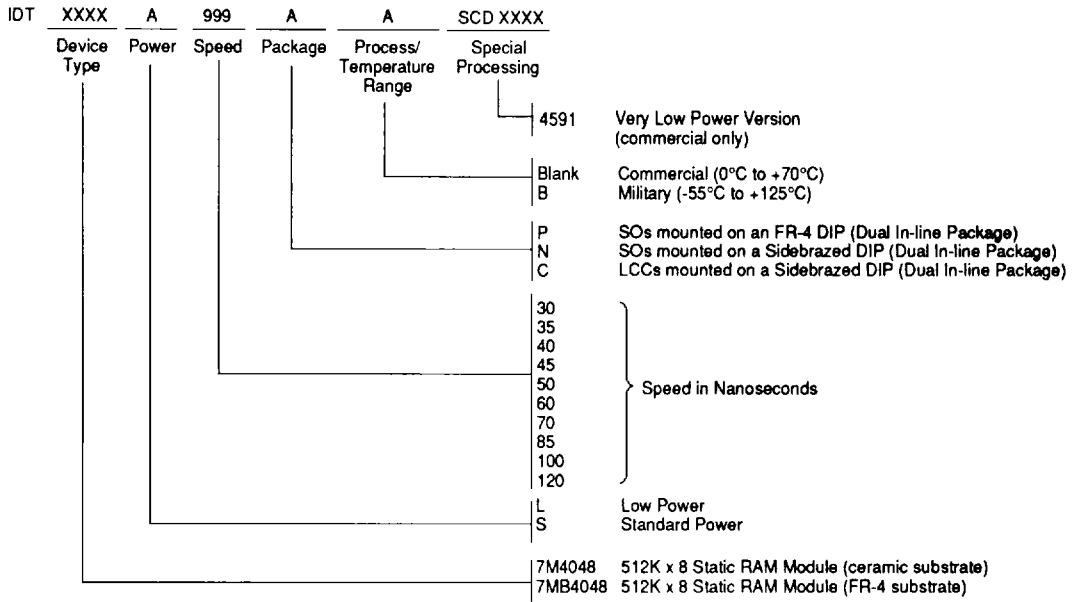 IDT XXXX A 999 A A SCD XXXX
Device Type Power Speed Package Process/ Temperature Range Special Processing
4591 Very Low Power Version (commercial only)
Blank Commercial (0°C to +70°C)
B Military (-55°C to +125°C)
P SOs mounted on an FR-4 DIP (Dual In-line Package)
N SOs mounted on a Sidebrazed DIP (Dual In-line Package)
C LCCs mounted on a Sidebrazed DIP (Dual In-line Package)
30
35
40
45
50
60
70
85
100
120
Speed in Nanoseconds
L Low Power
S Standard Power
7M4048 512K x 8 Static RAM Module (ceramic substrate)
7MB4048 512K x 8 Static RAM Module (FR-4 substrate)